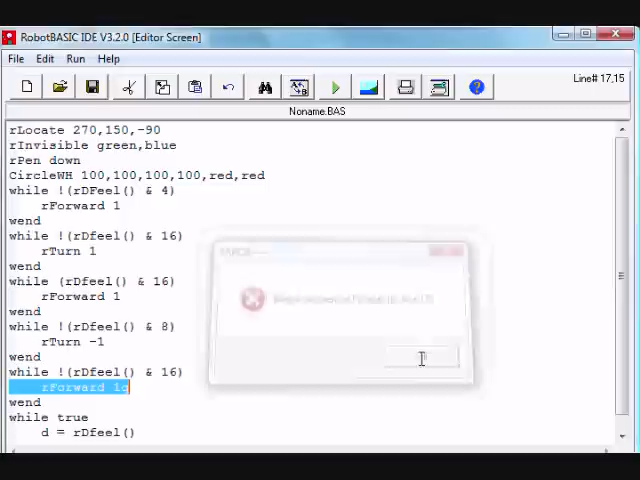 RobotBASIC IDE V3.2.0 [Editor Screen]
File Edit Run Help
Line# 17,15
Noname.BAS
rLocate 270,150,-90
rInvisible green,blue
rPen down
CircleWH 100,100,100,100,red,red
while !(rDFeel() & 4)
rForward 1
wend
while !(rDfeel() & 16)
rTurn 1
wend
while (rDfeel() & 16)
rForward 1
wend
while !(rDfeel() & 8)
rTurn -1
wend
while !(rDfeel() & 16)
rForward 1c
wend
while true
d = rDfeel()